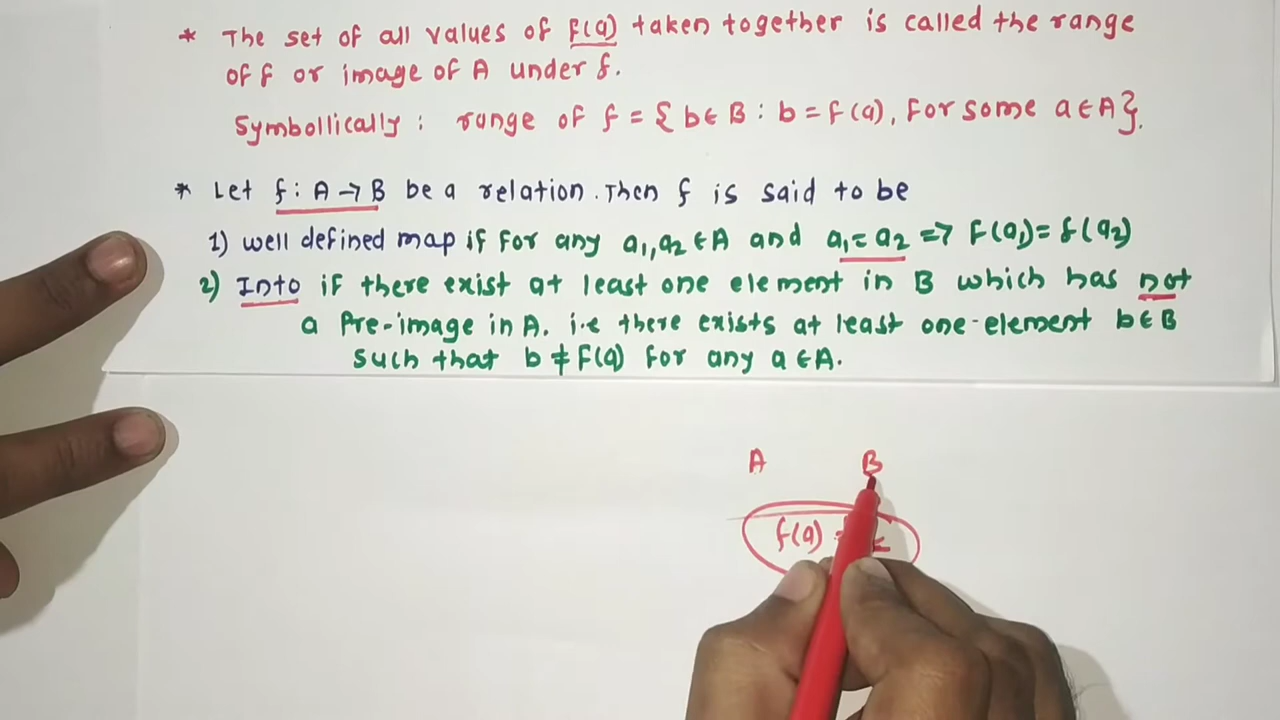 * The set of all values of f(a) taken together is called the range
of f or image of A under f.
Symbollically : range of f = { b ∈ B : b = f(a), for some a ∈ A }.
* Let f : A → B be a relation. Then f is said to be
1) well defined map if for any a₁, a₂ ∈ A and a₁ = a₂ ⇒ f(a₁) = f(a₂)
2) Into if there exist at least one element in B which has not
a pre-image in A. i.e there exists at least one-element b ∈ B
such that b ≠ f(a) for any a ∈ A.
A B
f(a)